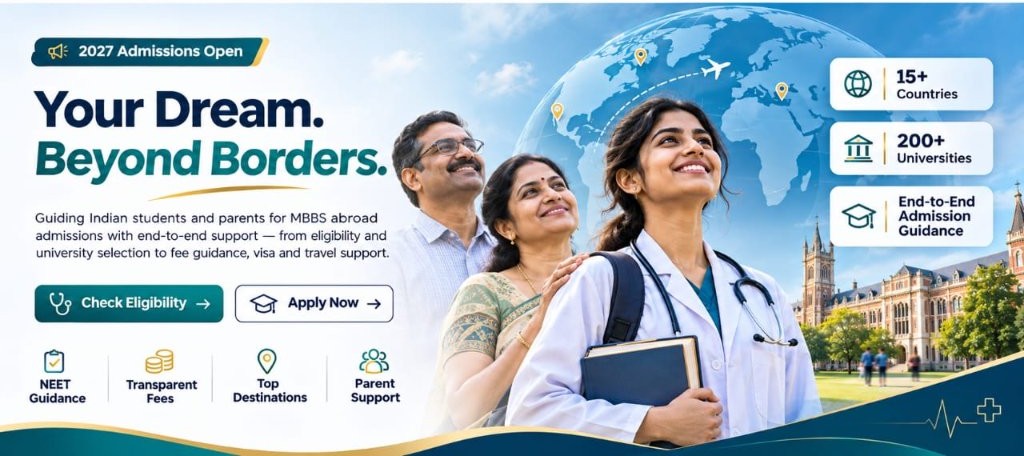 2027 Admissions Open
Your Dream.
Beyond Borders.
Guiding Indian students and parents for MBBS abroad
admissions with end-to-end support — from eligibility and
university selection to fee guidance, visa and travel support.
Check Eligibility →
Apply Now →
NEET
Guidance
Transparent
Fees
Top
Destinations
Parent
Support
15+
Countries
200+
Universities
End-to-End
Admission
Guidance